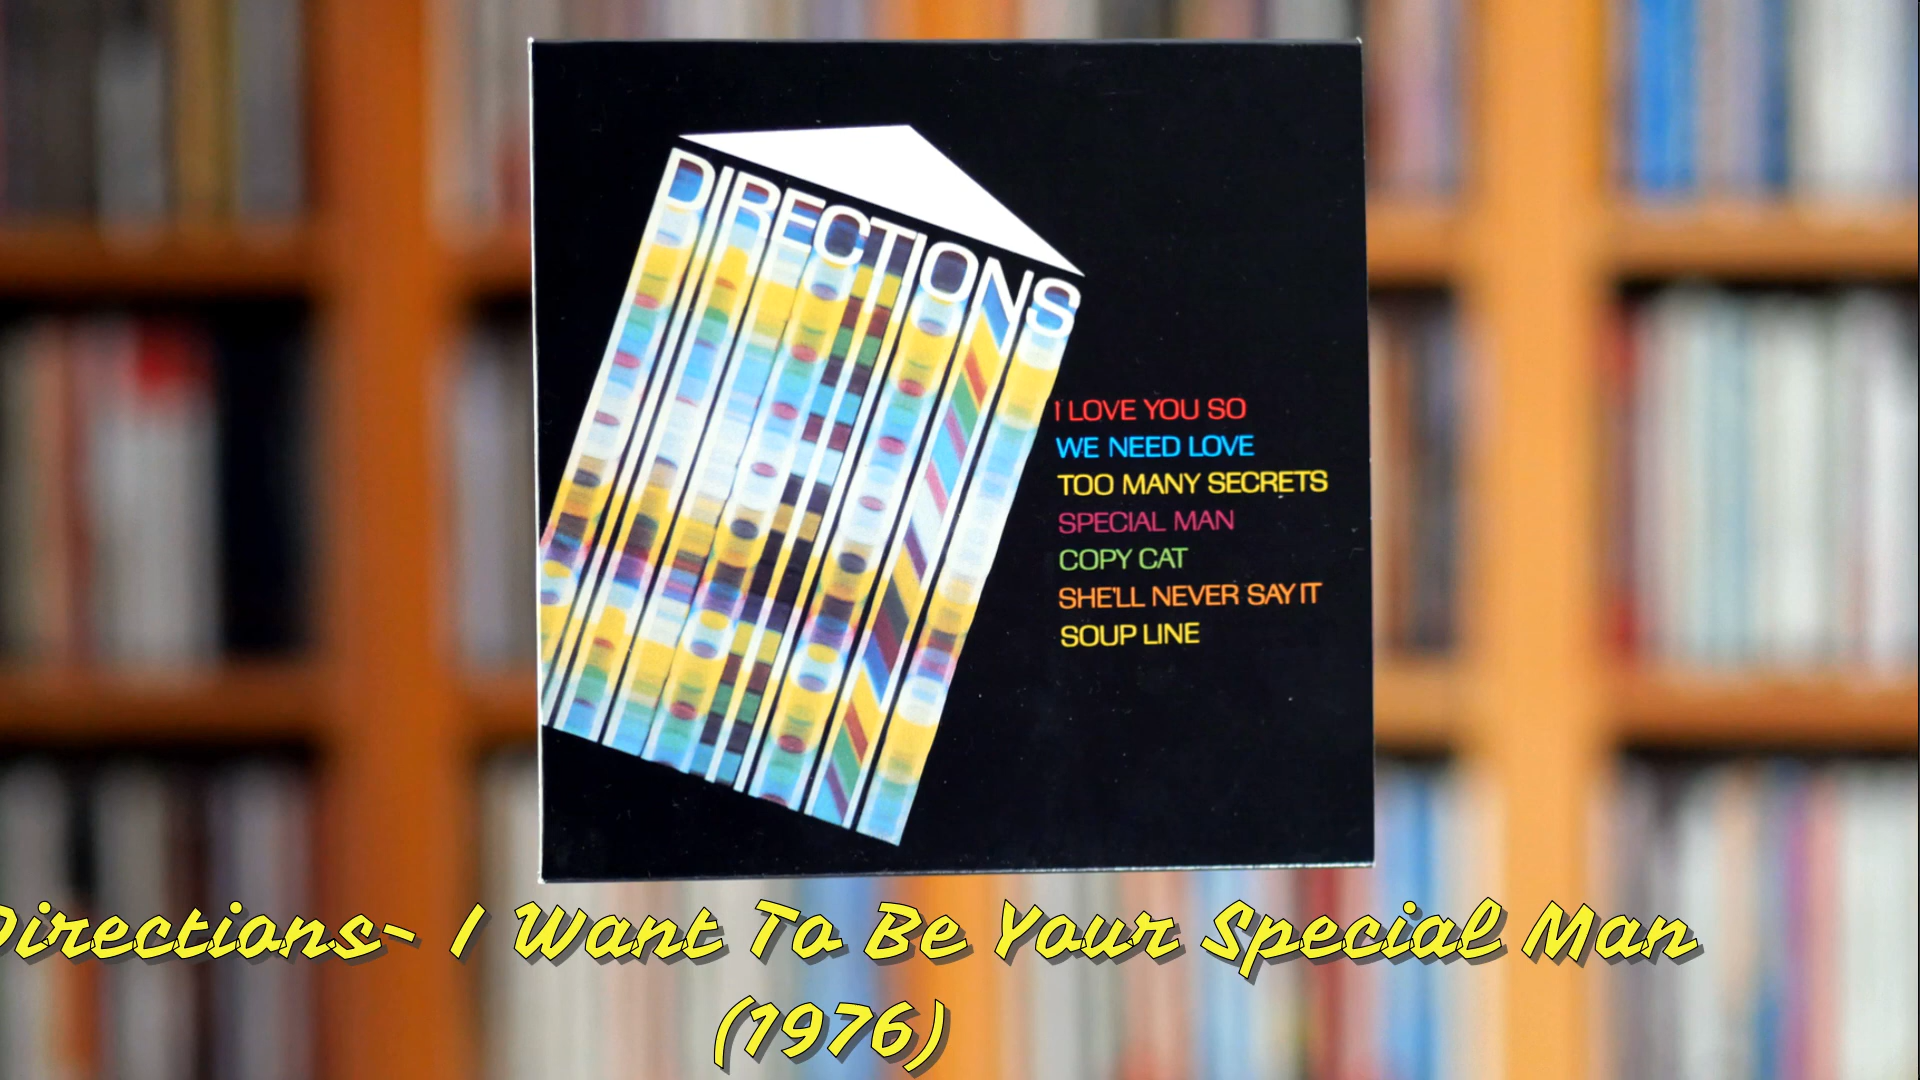 DIRECTIONS
I LOVE YOU SO
WE NEED LOVE
TOO MANY SECRETS
SPECIAL MAN
COPY CAT
SHE'LL NEVER SAY IT
SOUP LINE
Directions- I Want To Be Your Special Man
(1976)